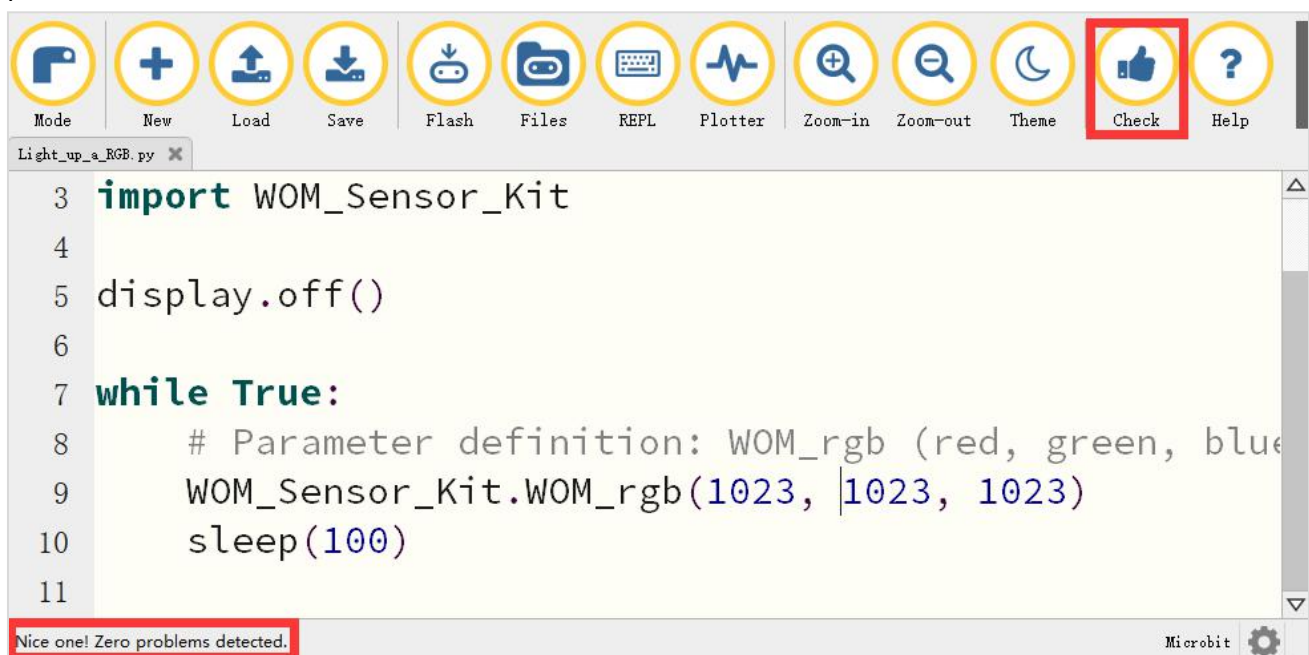 Mode New Load Save Flash Files REPL Plotter Zoom-in Zoom-out Theme Check Help
Light_up_a_RGB.py
3 import WOM_Sensor_Kit
4
5 display.off()
6
7 while True:
8 # Parameter definition: WOM_rgb (red, green, blue
9 WOM_Sensor_Kit.WOM_rgb(1023, 1023, 1023)
10 sleep(100)
11
Nice one! Zero problems detected. Microbit